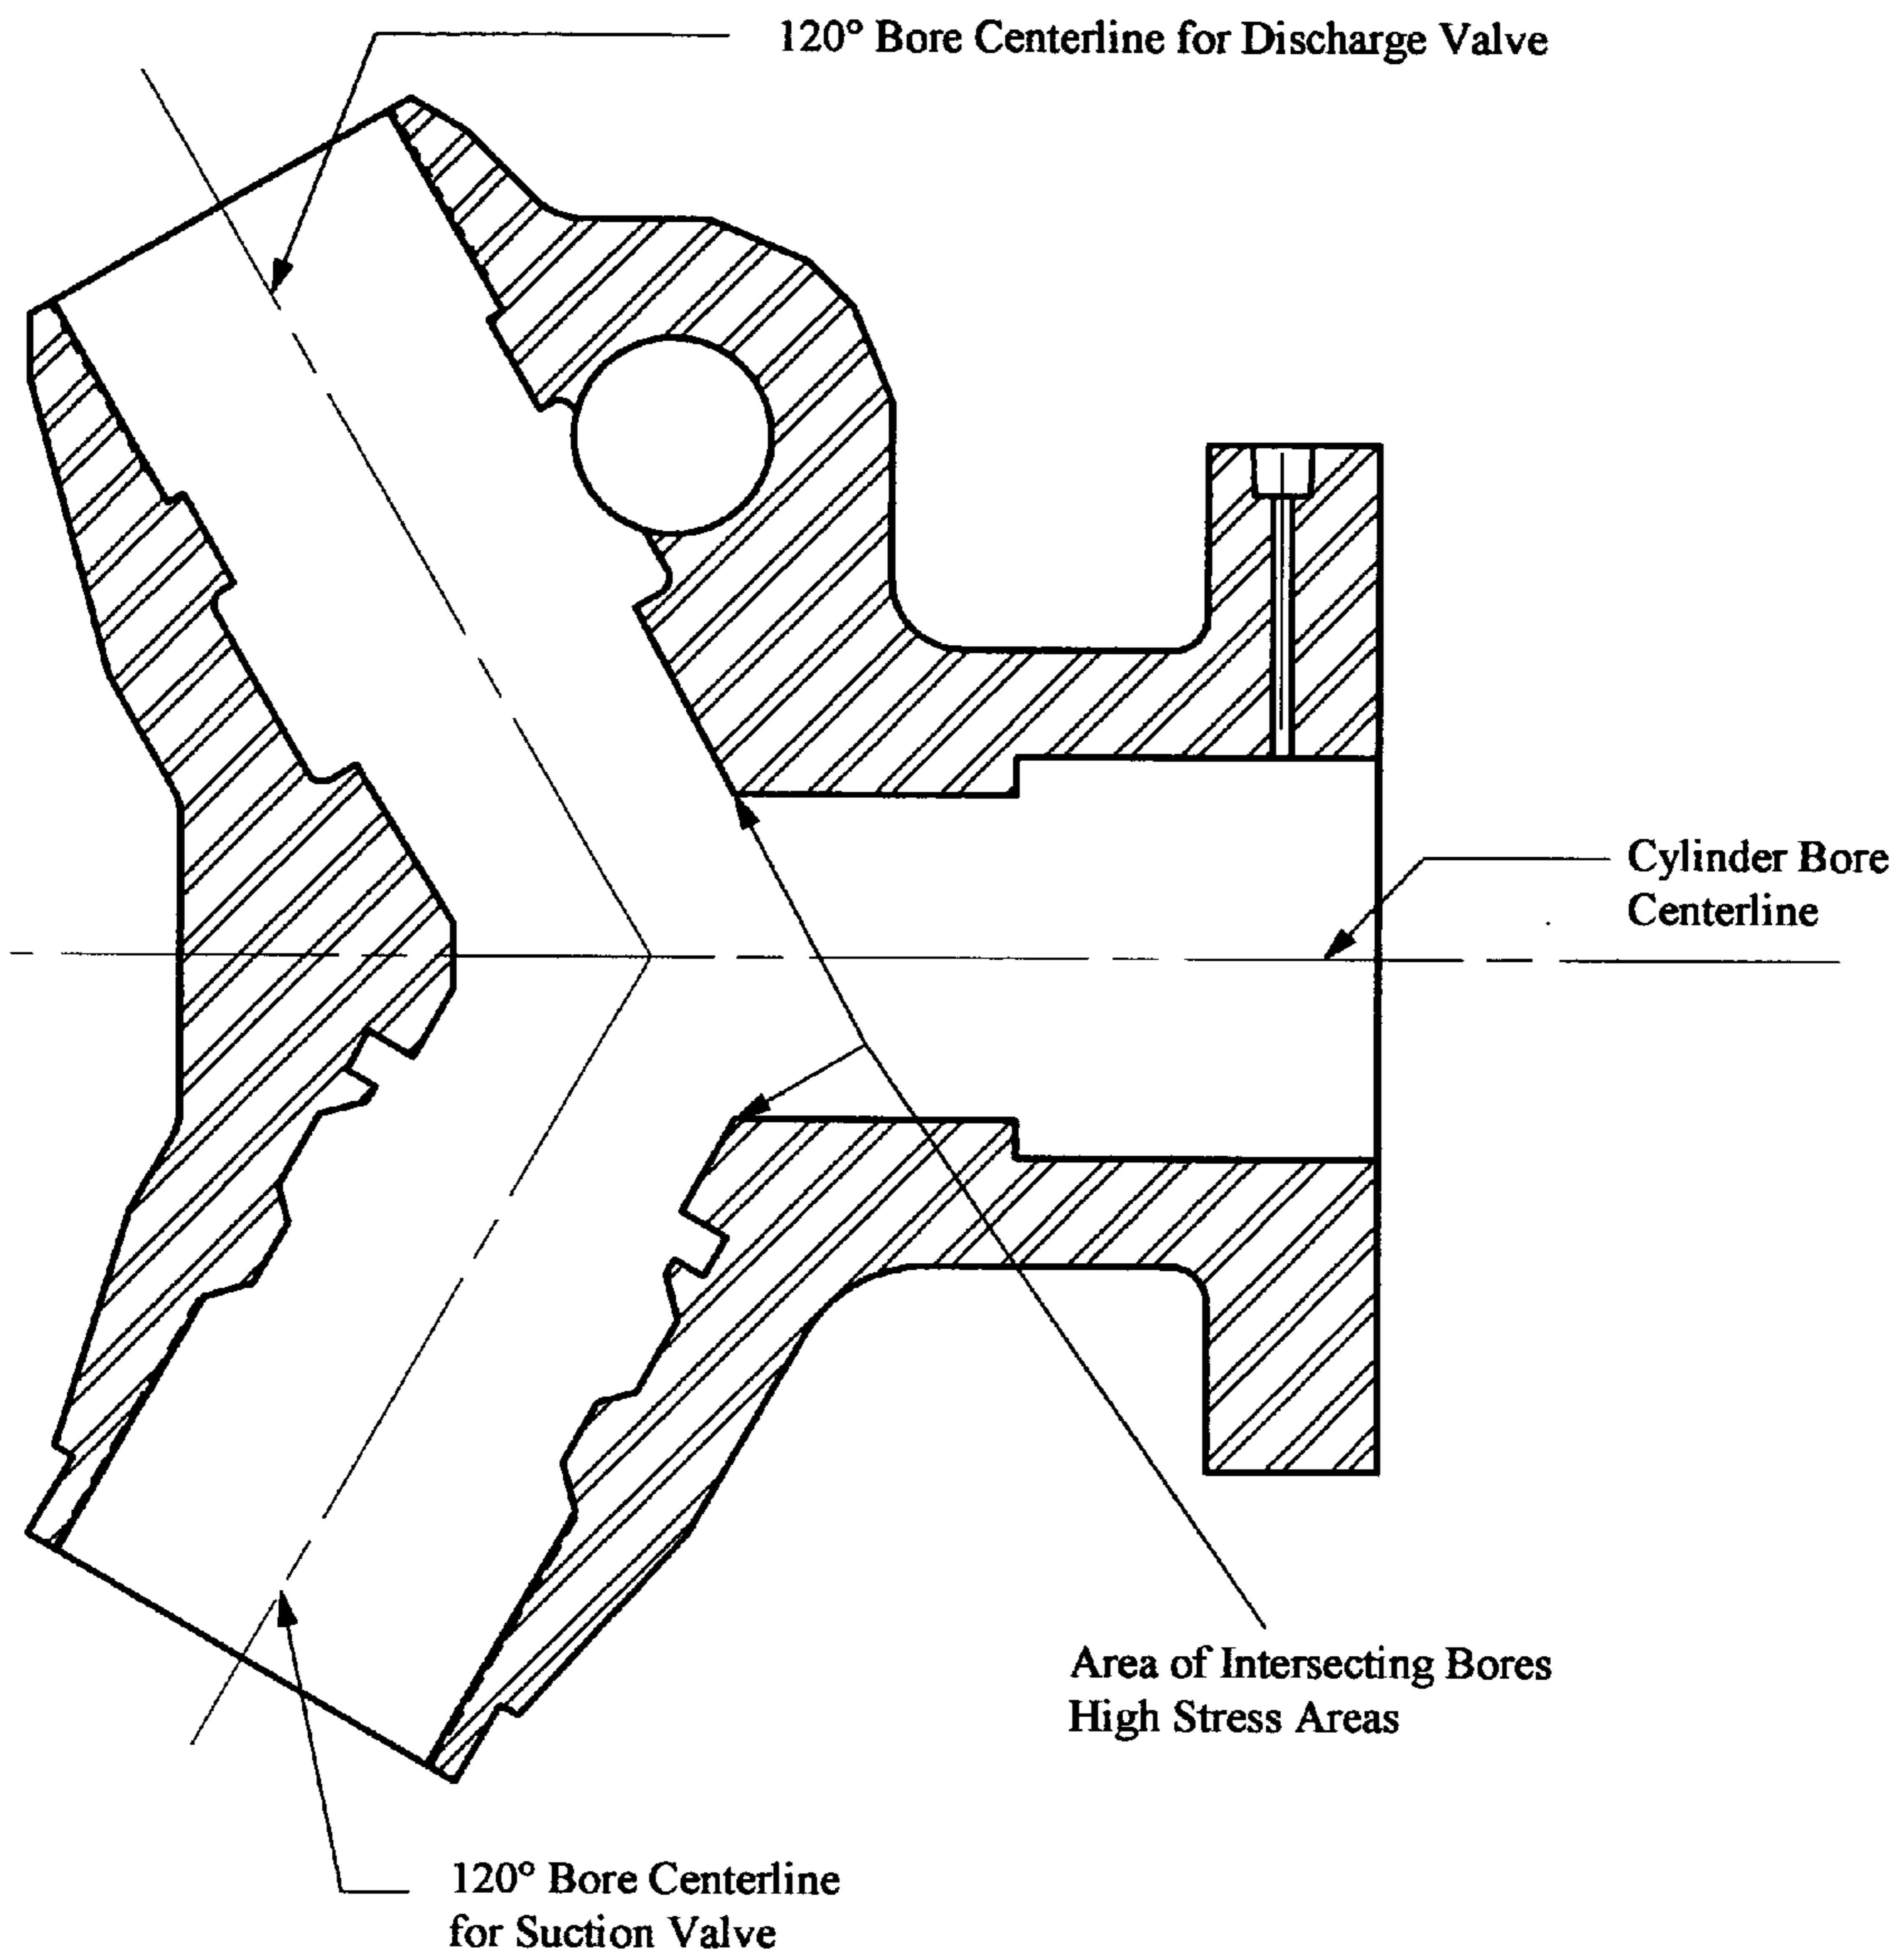 120° Bore Centerline for Discharge Valve
Cylinder Bore
Centerline
Area of Intersecting Bores
High Stress Areas
120° Bore Centerline
for Suction Valve